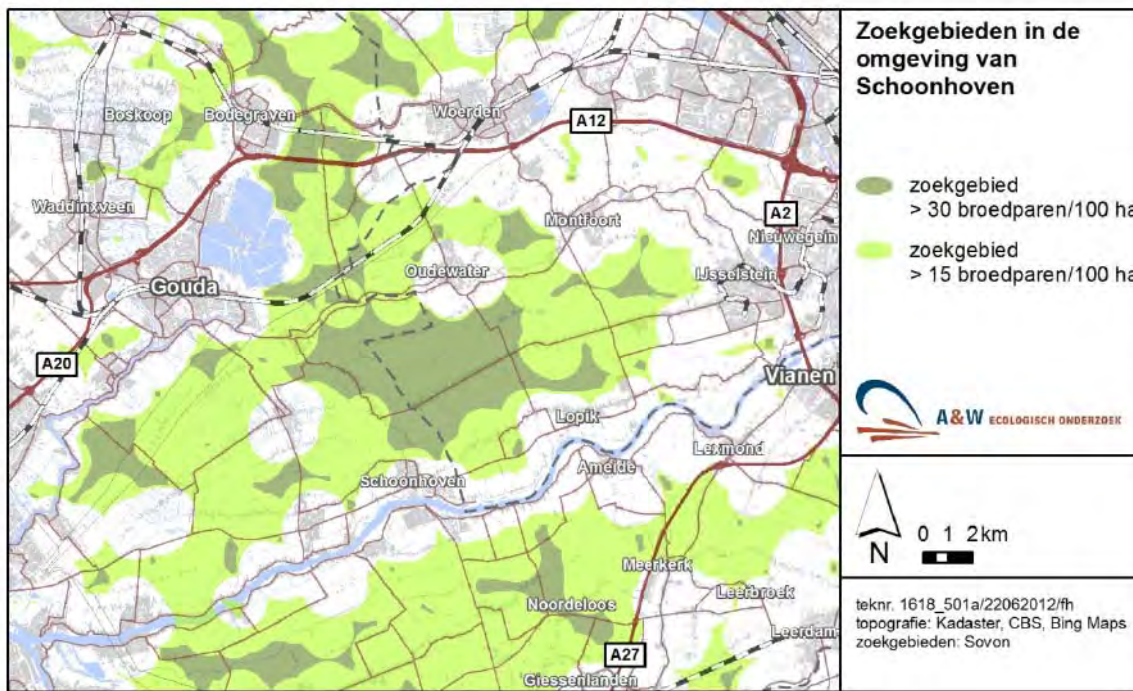 Boskoop
Bodegraven
Woerden
A12
Waddinxveen
Montfoort
A2
Nieuwegein
Oudewater
IJsselstein
Gouda
A20
Vianen
Lopik
Lexmond
Ameide
Schoonhoven
Meerkerk
Leerbroek
Noordeloos
Leerdam
A27
Giessenlanden
Zoekgebieden in de
omgeving van
Schoonhoven
zoekgebied
> 30 broedparen/100 ha
zoekgebied
> 15 broedparen/100 ha
A&W ECOLOGISCH ONDERZOEK
N
0 1 2km
teknr. 1618_501a/22062012/fh
topografie: Kadaster, CBS, Bing Maps
zoekgebieden: Sovon